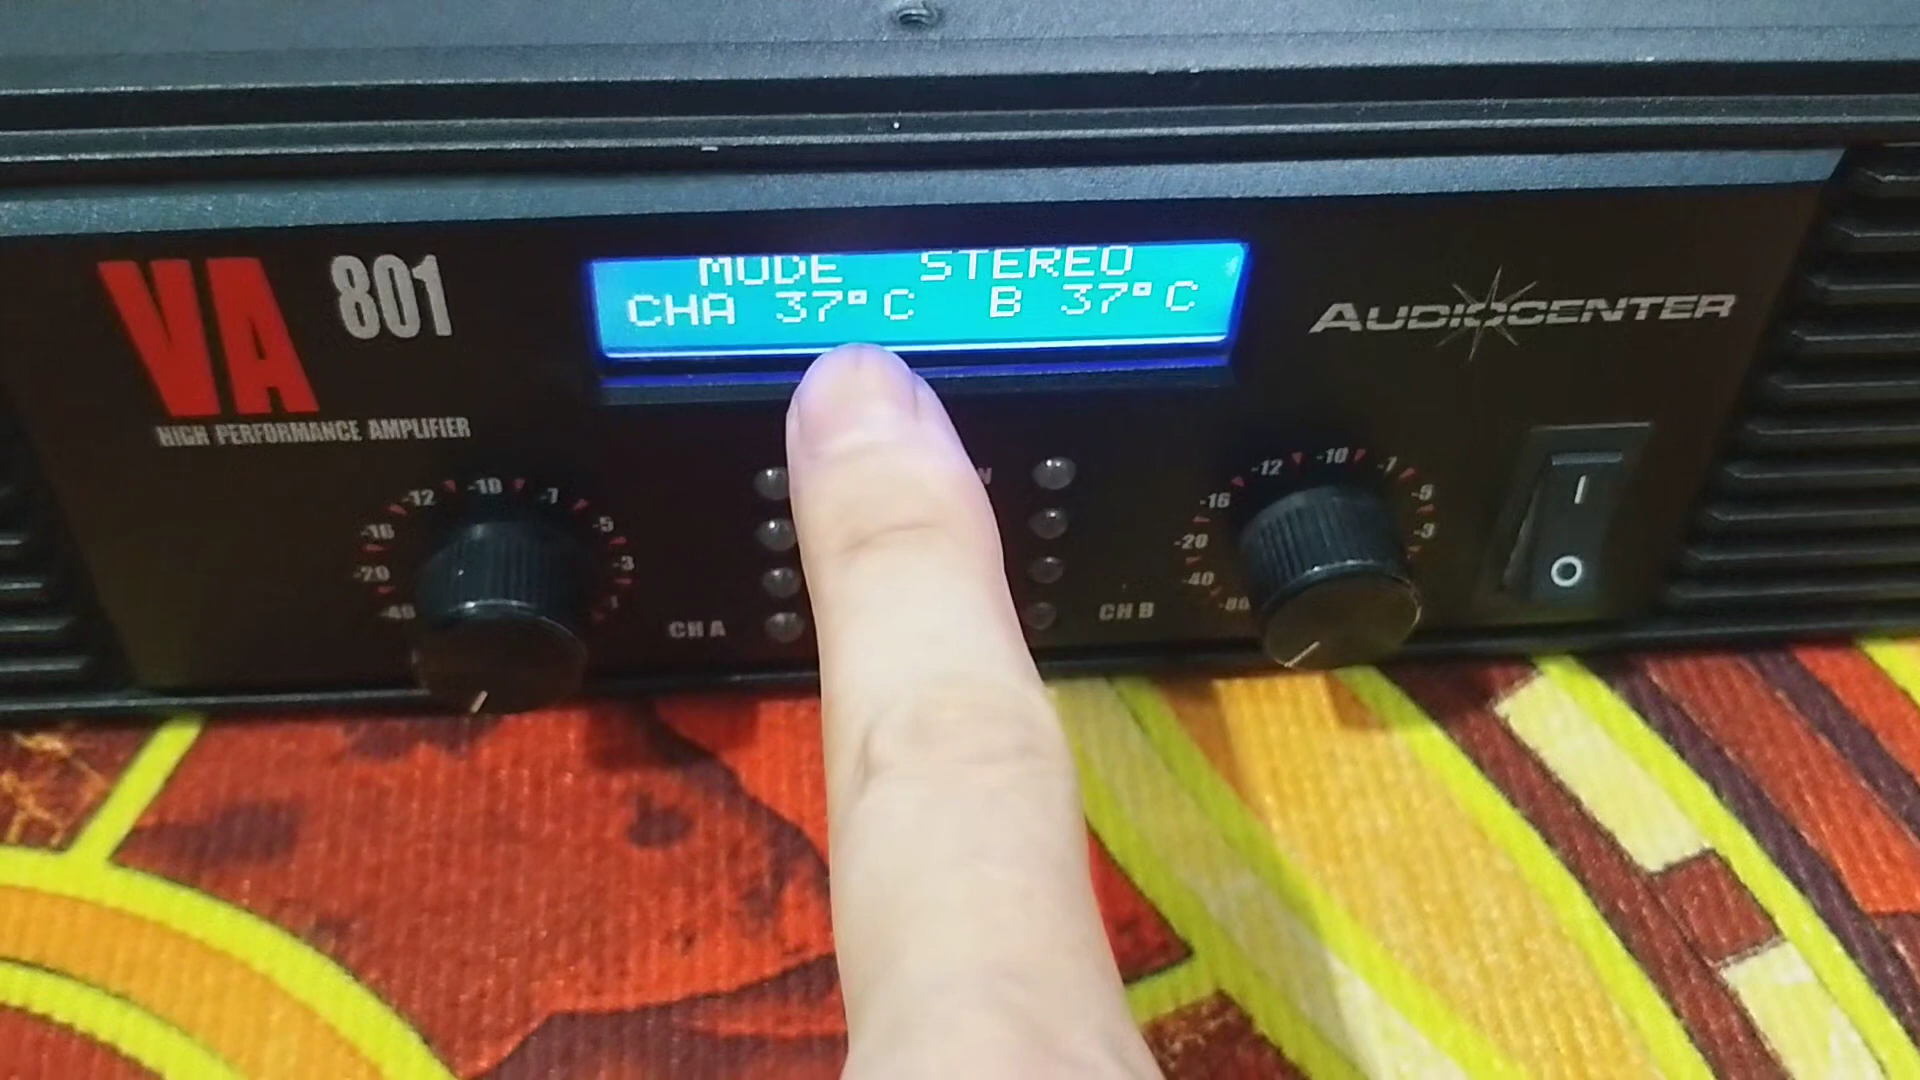 VA 801
HIGH PERFORMANCE AMPLIFIER
MODE STEREO
CHA 37°C B 37°C
AUDIOCENTER
-40 -20 -16 -12 -10 -7 -5 -3
CH A
CH B
-80 -40 -20 -16 -12 -10 -7 -5 -3
I
O